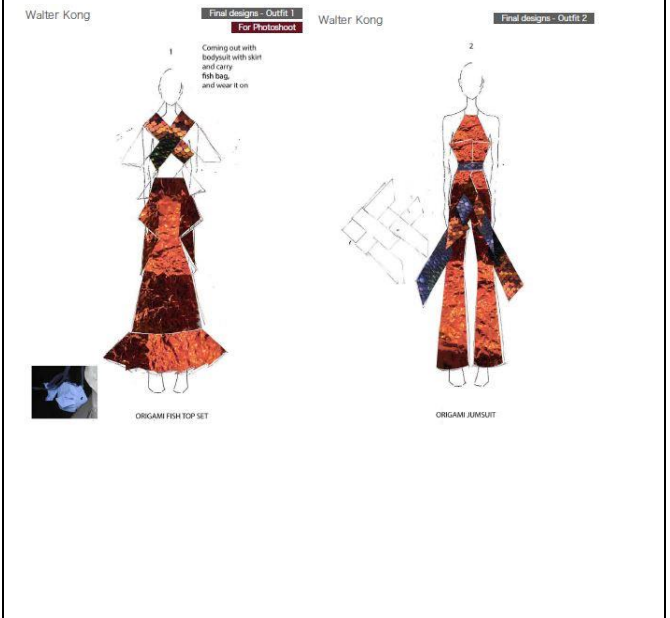 Walter Kong
Final designs - Outfit 1
For Photoshoot
1
Coming out with
bodysuit with skirt
and carry
fish bag,
and wear it on
ORIGAMI FISH TOP SET
Walter Kong
Final designs - Outfit 2
2
ORIGAMI JUMSUIT